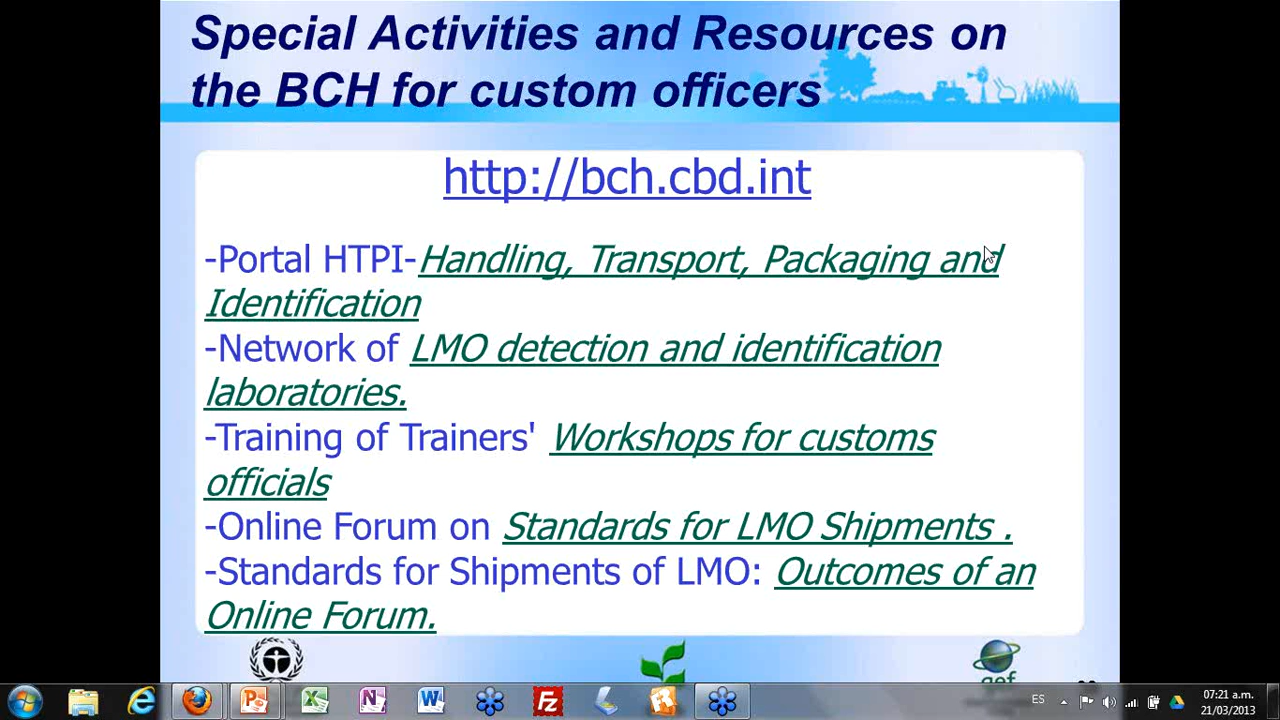 Special Activities and Resources on
the BCH for custom officers
http://bch.cbd.int
-Portal HTPI-Handling, Transport, Packaging and
Identification
-Network of LMO detection and identification
laboratories.
-Training of Trainers' Workshops for customs
officials
-Online Forum on Standards for LMO Shipments .
-Standards for Shipments of LMO: Outcomes of an
Online Forum.
gef
ES
07:21 a.m.
21/03/2013